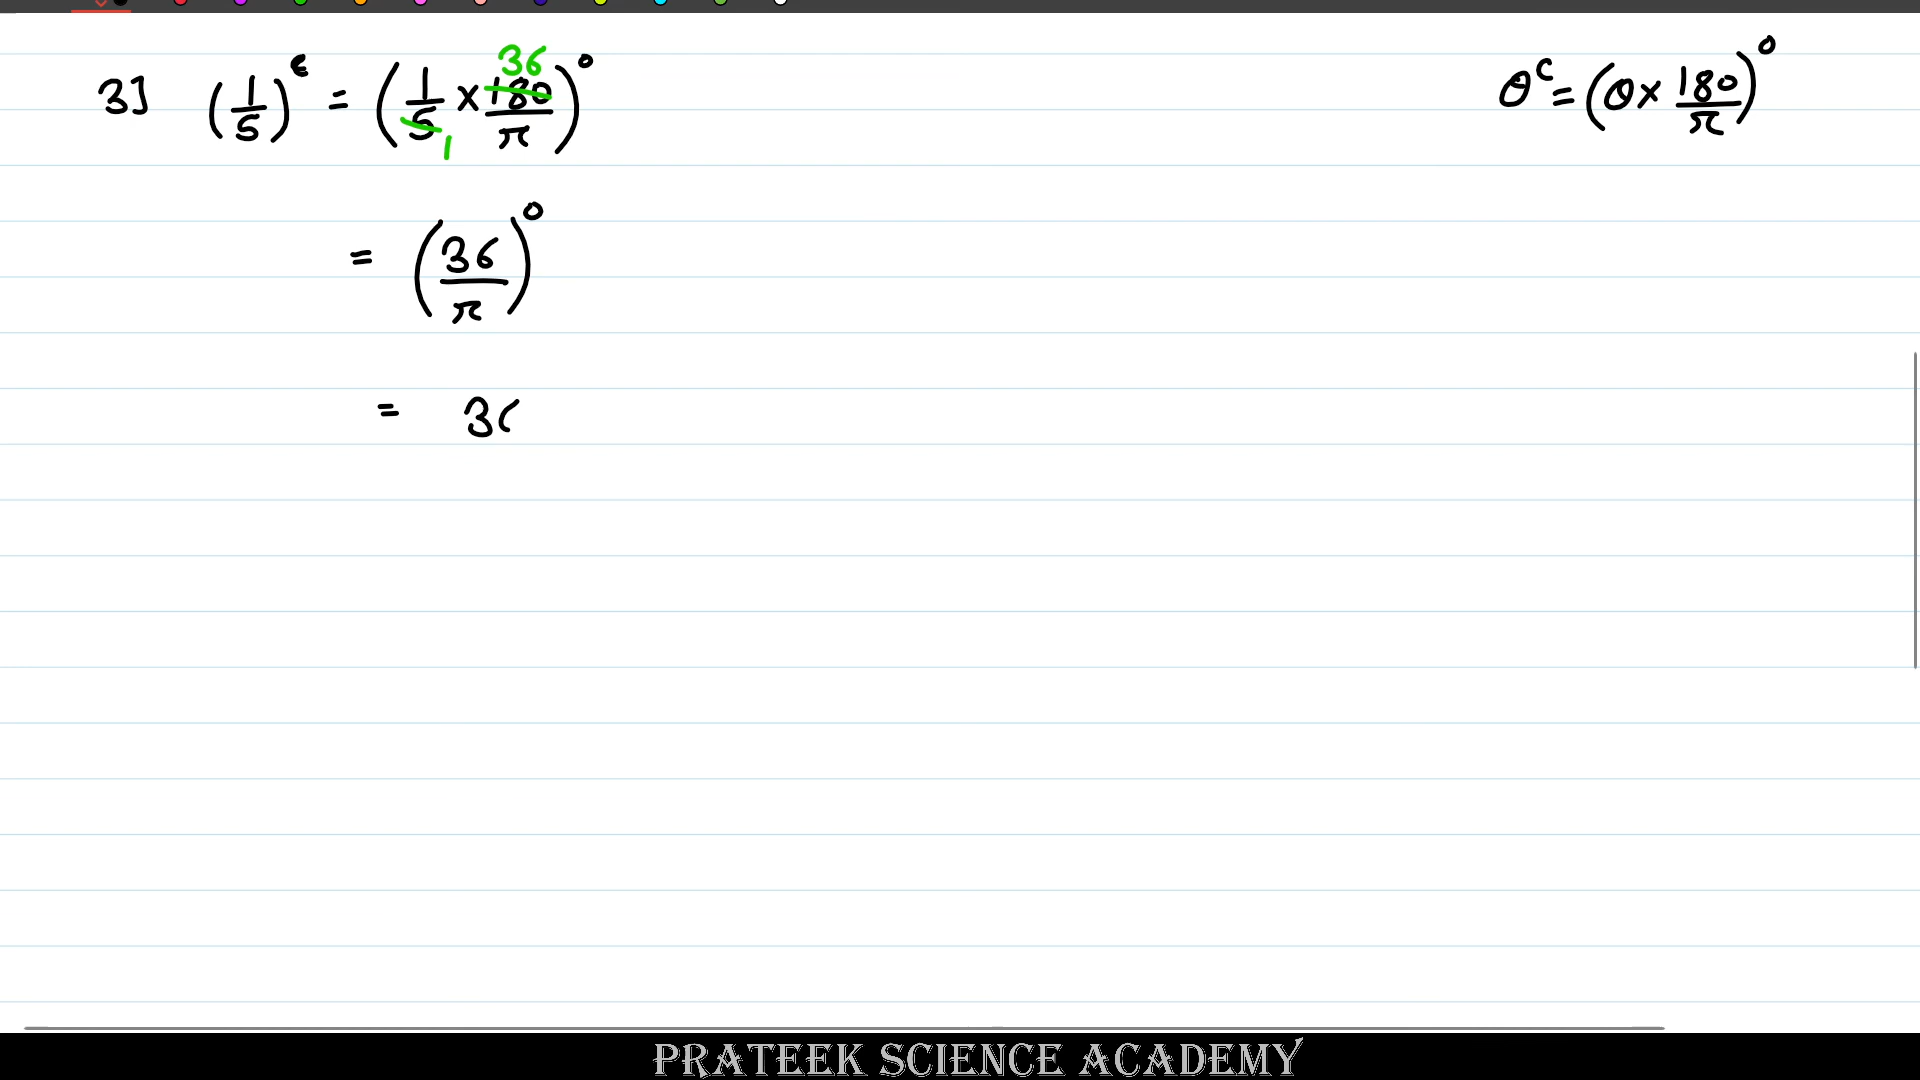 3] (1/5)^c = (1/5 × 180/π)° 36 1
θ^c = (θ × 180/π)°
= (36/π)°
= 3(
PRATEEK SCIENCE ACADEMY